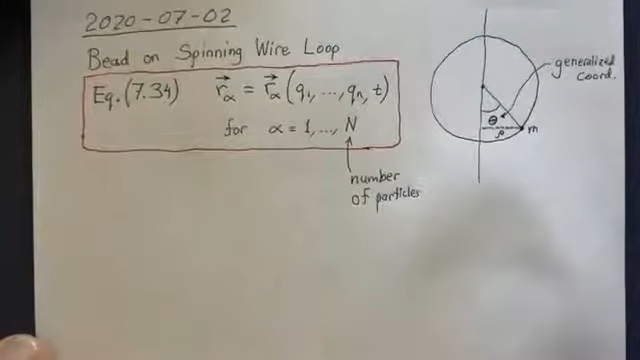 2020-07-02
Bead on Spinning Wire Loop
Eq. (7.34) r⃗α = r⃗α (q₁, ..., qₙ, t)
for α = 1, ..., N
number
of particles
generalized
coord.
θ
ρ
m